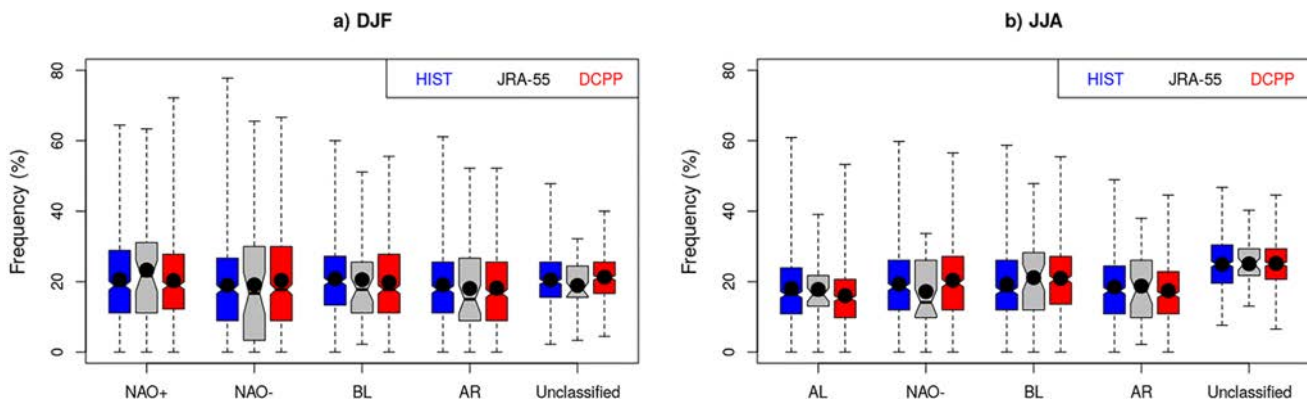 a) DJF
Frequency (%)
80
60
40
20
0
HIST JRA-55 DCPP
NAO+ NAO- BL AR Unclassified
b) JJA
Frequency (%)
80
60
40
20
0
HIST JRA-55 DCPP
AL NAO- BL AR Unclassified